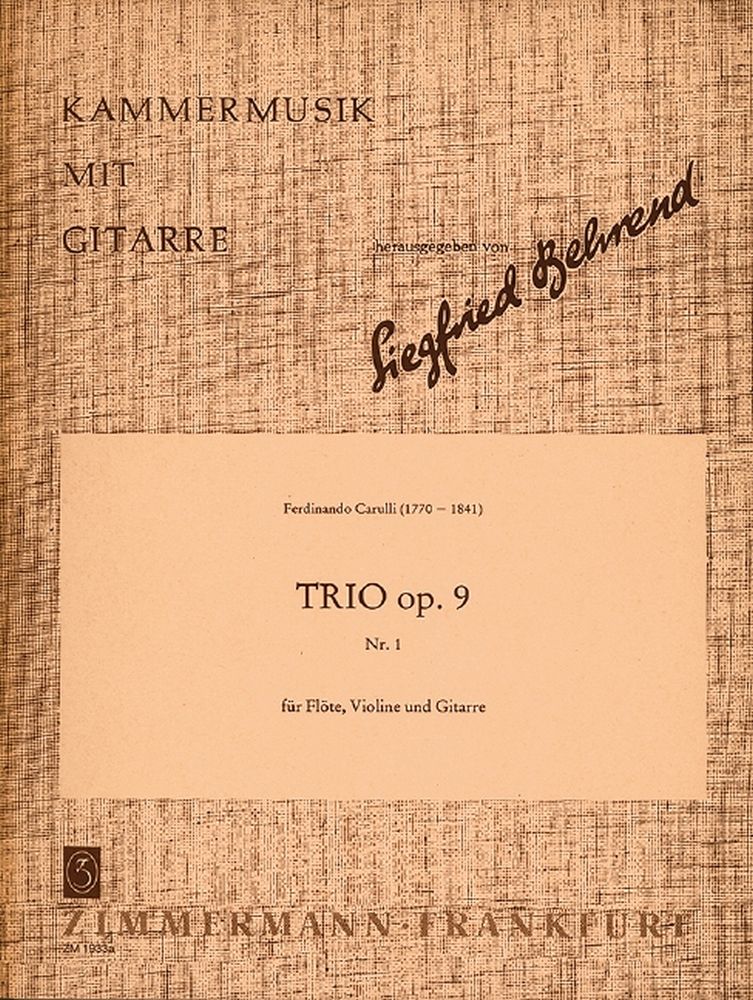 KAMMERMUSIK
MIT
GITARRE
herausgegeben von
Siegfried Behrend
Ferdinando Carulli (1770 – 1841)
TRIO op. 9
Nr. 1
für Flöte, Violine und Gitarre
Z
ZIMMERMANN · FRANKFURT
ZM 1933a